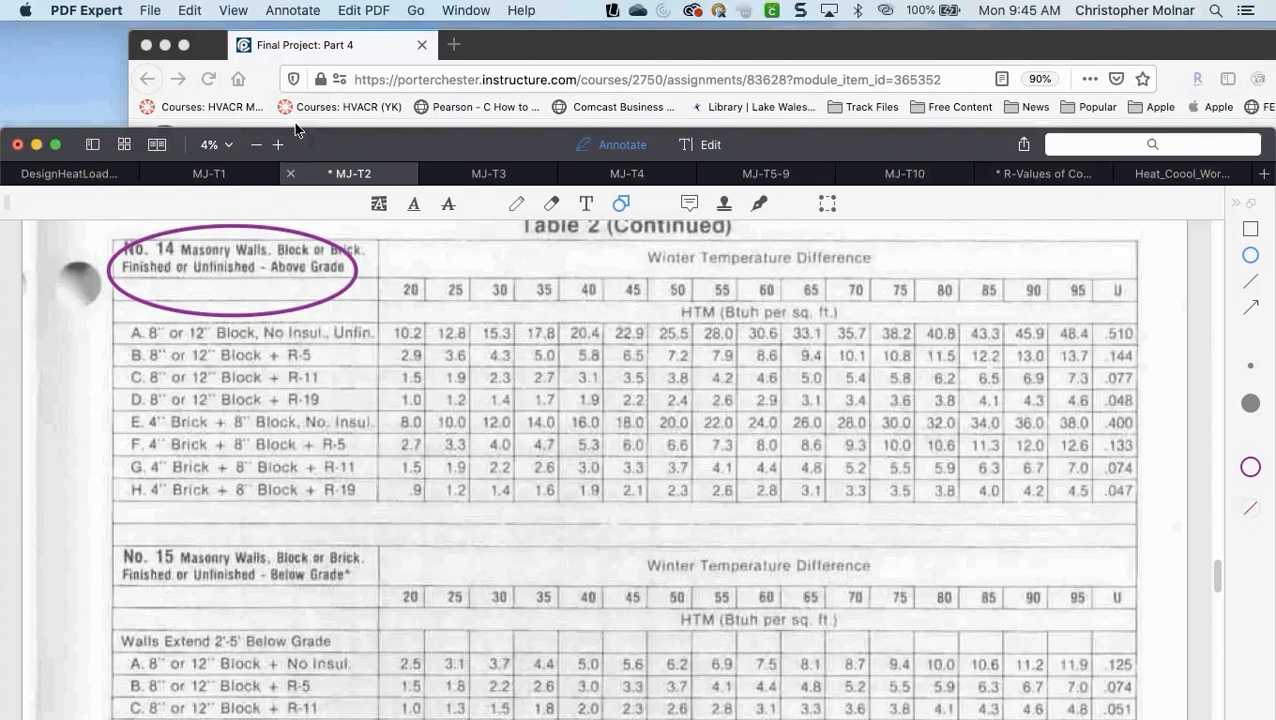 PDF Expert File Edit View Annotate Edit PDF Go Window Help 100% Mon 9:45 AM Christopher Molnar
Final Project: Part 4
https://porterchester.instructure.com/courses/2750/assignments/83628?module_item_id=365352 90%
Courses: HVACR M... Courses: HVACR (YK) Pearson - C How to ... Comcast Business ... Library | Lake Wales... Track Files Free Content News Popular Apple Apple FE
4% Annotate T Edit
DesignHeatLoad... MJ-T1 * MJ-T2 MJ-T3 MJ-T4 MJ-T5-9 MJ-T10 * R-Values of Co... Heat_Coool_Wor...
Table 2 (Continued)
No. 14 Masonry Walls, Block or Brick.
Finished or Unfinished - Above Grade
Winter Temperature Difference
20 25 30 35 40 45 50 55 60 65 70 75 80 85 90 95 U
HTM (Btuh per sq. ft.)
A. 8" or 12" Block, No Insul., Unfin. 10.2 12.8 15.3 17.8 20.4 22.9 25.5 28.0 30.6 33.1 35.7 38.2 40.8 43.3 45.9 48.4 .510
B. 8" or 12" Block + R-5 2.9 3.6 4.3 5.0 5.8 6.5 7.2 7.9 8.6 9.4 10.1 10.8 11.5 12.2 13.0 13.7 .144
C. 8" or 12" Block + R-11 1.5 1.9 2.3 2.7 3.1 3.5 3.8 4.2 4.6 5.0 5.4 5.8 6.2 6.5 6.9 7.3 .077
D. 8" or 12" Block + R-19 1.0 1.2 1.4 1.7 1.9 2.2 2.4 2.6 2.9 3.1 3.4 3.6 3.8 4.1 4.3 4.6 .048
E. 4" Brick + 8" Block, No. Insul. 8.0 10.0 12.0 14.0 16.0 18.0 20.0 22.0 24.0 26.0 28.0 30.0 32.0 34.0 36.0 38.0 .400
F. 4" Brick + 8" Block + R-5 2.7 3.3 4.0 4.7 5.3 6.0 6.6 7.3 8.0 8.6 9.3 10.0 10.6 11.3 12.0 12.6 .133
G. 4" Brick + 8" Block + R-11 1.5 1.9 2.2 2.6 3.0 3.3 3.7 4.1 4.4 4.8 5.2 5.5 5.9 6.3 6.7 7.0 .074
H. 4" Brick + 8" Block + R-19 .9 1.2 1.4 1.6 1.9 2.1 2.3 2.6 2.8 3.1 3.3 3.5 3.8 4.0 4.2 4.5 .047
No. 15 Masonry Walls, Block or Brick.
Finished or Unfinished - Below Grade*
Winter Temperature Difference
20 25 30 35 40 45 50 55 60 65 70 75 80 85 90 95 U
HTM (Btuh per sq. ft.)
Walls Extend 2'-5' Below Grade
A. 8" or 12" Block + No Insul. 2.5 3.1 3.7 4.4 5.0 5.6 6.2 6.9 7.5 8.1 8.7 9.4 10.0 10.6 11.2 11.9 .125
B. 8" or 12" Block + R-5 1.5 1.8 2.2 2.6 3.0 3.3 3.7 4.1 4.4 4.8 5.2 5.5 5.9 6.3 6.7 7.0 .074
C. 8" or 12" Block + R-11 1.0 1.3 1.5 1.8 2.0 2.3 2.6 2.8 3.1 3.3 3.6 3.8 4.1 4.3 4.6 4.8 .051